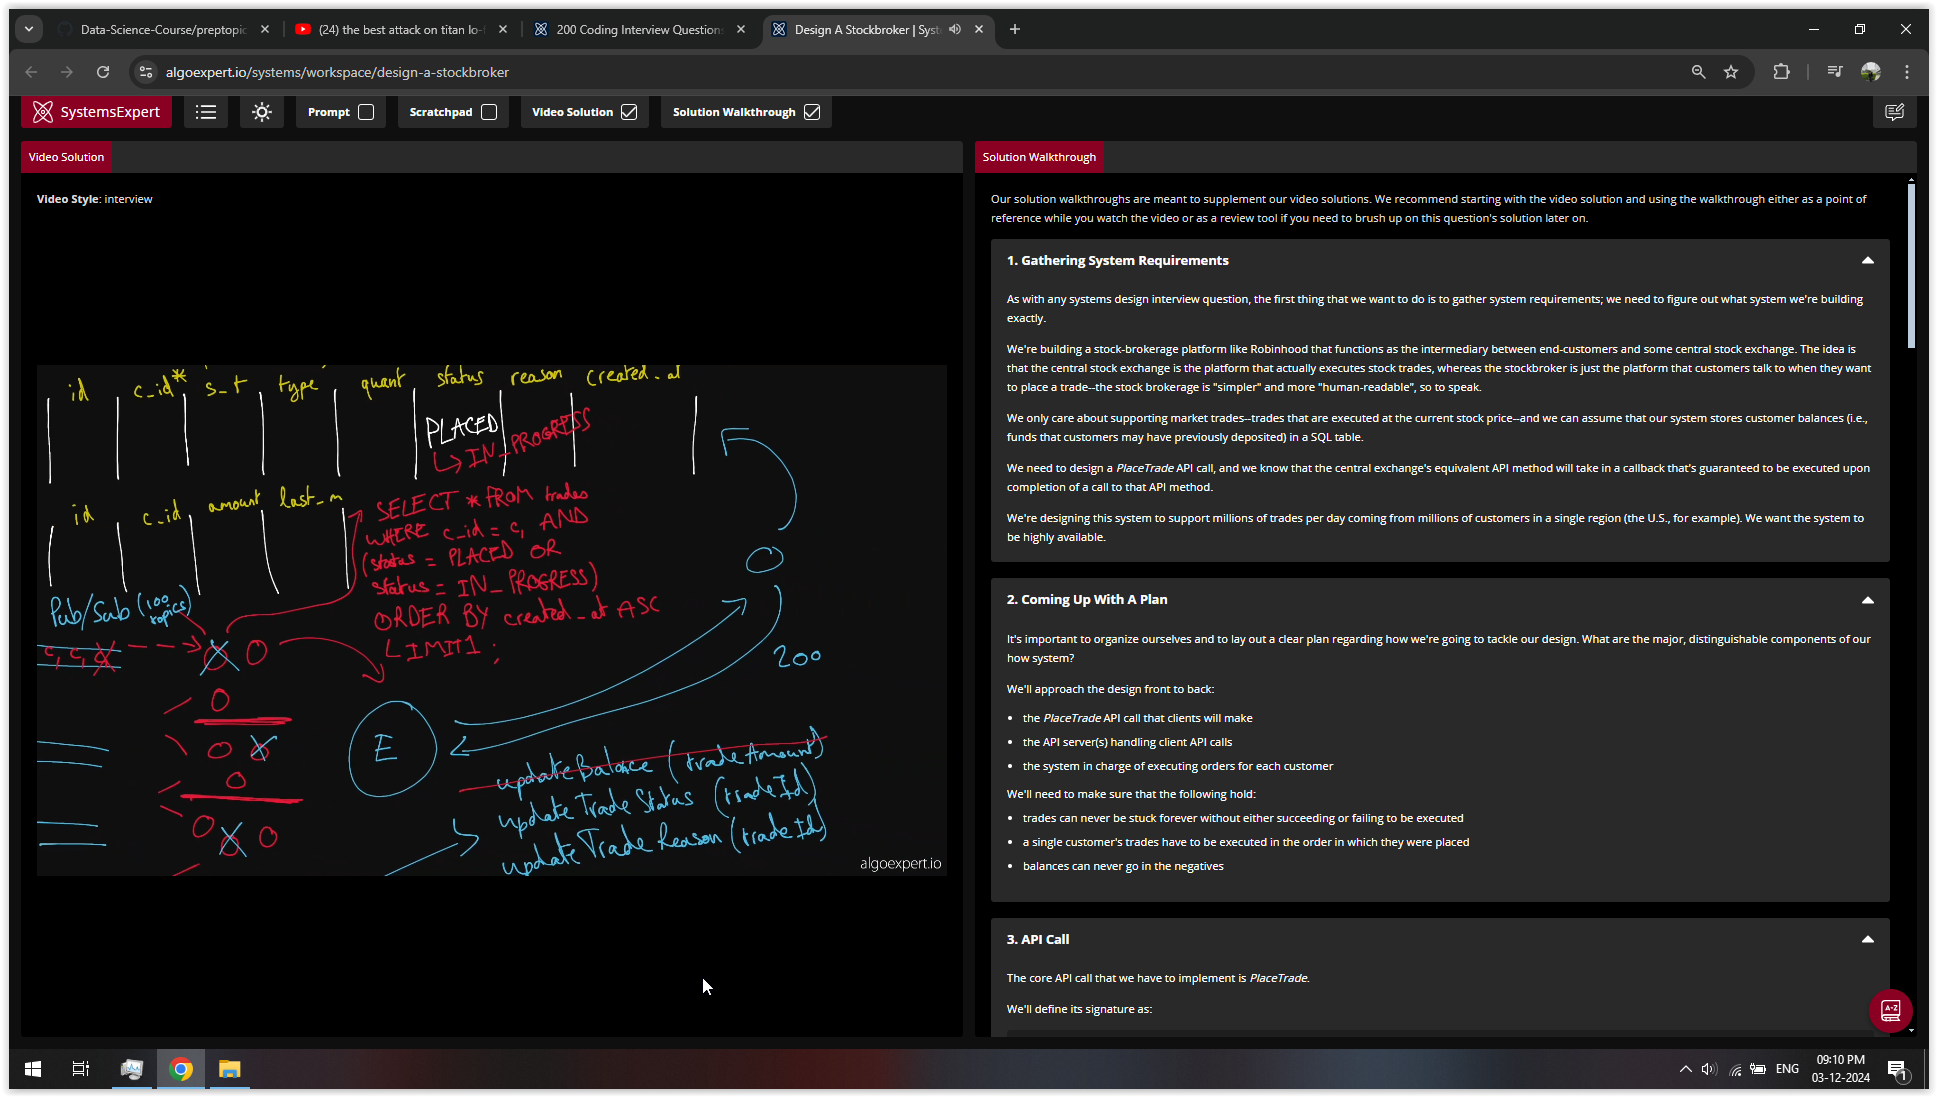 Data-Science-Course/preptopic
(24) the best attack on titan lo-f
200 Coding Interview Question
Design A Stockbroker | Syst
algoexpert.io/systems/workspace/design-a-stockbroker
SystemsExpert
Prompt
Scratchpad
Video Solution
Solution Walkthrough
Video Solution
Video Style: interview
id c_id* s_t type quant status reason created_at
PLACED
↳ IN_PROGRESS
id c_id amount last_m
SELECT * FROM trades
WHERE c_id = c, AND
(status = PLACED OR
status = IN_PROGRESS)
ORDER BY created_at ASC
LIMIT 1;
Pub/Sub (100 topics)
200
E
updateBalance (tradeAmount)
updateTradeStatus (tradeId)
updateTradeReason (tradeId)
algoexpert.io
Solution Walkthrough
Our solution walkthroughs are meant to supplement our video solutions. We recommend starting with the video solution and using the walkthrough either as a point of
reference while you watch the video or as a review tool if you need to brush up on this question's solution later on.
1. Gathering System Requirements
As with any systems design interview question, the first thing that we want to do is to gather system requirements; we need to figure out what system we're building
exactly.
We're building a stock-brokerage platform like Robinhood that functions as the intermediary between end-customers and some central stock exchange. The idea is
that the central stock exchange is the platform that actually executes stock trades, whereas the stockbroker is just the platform that customers talk to when they want
to place a trade--the stock brokerage is "simpler" and more "human-readable", so to speak.
We only care about supporting market trades--trades that are executed at the current stock price--and we can assume that our system stores customer balances (i.e.,
funds that customers may have previously deposited) in a SQL table.
We need to design a PlaceTrade API call, and we know that the central exchange's equivalent API method will take in a callback that's guaranteed to be executed upon
completion of a call to that API method.
We're designing this system to support millions of trades per day coming from millions of customers in a single region (the U.S., for example). We want the system to
be highly available.
2. Coming Up With A Plan
It's important to organize ourselves and to lay out a clear plan regarding how we're going to tackle our design. What are the major, distinguishable components of our
how system?
We'll approach the design front to back:
• the PlaceTrade API call that clients will make
• the API server(s) handling client API calls
• the system in charge of executing orders for each customer
We'll need to make sure that the following hold:
• trades can never be stuck forever without either succeeding or failing to be executed
• a single customer's trades have to be executed in the order in which they were placed
• balances can never go in the negatives
3. API Call
The core API call that we have to implement is PlaceTrade.
We'll define its signature as:
A-Z
ENG
09:10 PM
03-12-2024
1